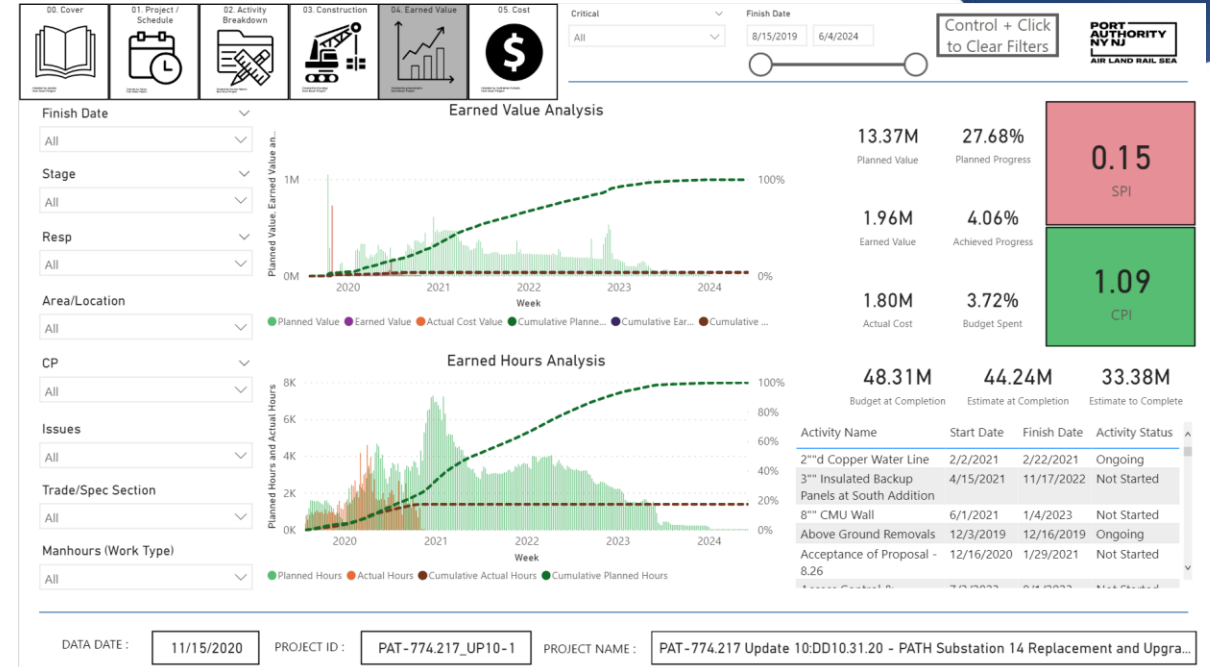 00. Cover
01. Project / Schedule
02. Activity Breakdown
03. Construction
04. Earned Value
05. Cost
Critical
All
Finish Date
8/15/2019 6/4/2024
Control + Click
to Clear Filters
PORT
AUTHORITY
NY NJ
AIR LAND RAIL SEA
Finish Date
All
Stage
All
Resp
All
Area/Location
All
CP
All
Issues
All
Trade/Spec Section
All
Manhours (Work Type)
All
Earned Value Analysis
Planned Value, Earned Value an...
1M
0M
100%
0%
2020 2021 2022 2023 2024
Week
Planned Value Earned Value Actual Cost Value Cumulative Planne... Cumulative Ear... Cumulative ...
Earned Hours Analysis
Planned Hours and Actual Hours
8K
6K
4K
2K
0K
100%
80%
60%
40%
20%
0%
2020 2021 2022 2023 2024
Week
Planned Hours Actual Hours Cumulative Actual Hours Cumulative Planned Hours
13.37M 27.68%
Planned Value Planned Progress
1.96M 4.06%
Earned Value Achieved Progress
1.80M 3.72%
Actual Cost Budget Spent
0.15
SPI
1.09
CPI
48.31M 44.24M 33.38M
Budget at Completion Estimate at Completion Estimate to Complete
Activity Name Start Date Finish Date Activity Status
2""d Copper Water Line 2/2/2021 2/22/2021 Ongoing
3"" Insulated Backup 4/15/2021 11/17/2022 Not Started
Panels at South Addition
8"" CMU Wall 6/1/2021 1/4/2023 Not Started
Above Ground Removals 12/3/2019 12/16/2019 Ongoing
Acceptance of Proposal - 12/16/2020 1/29/2021 Not Started
8.26
DATA DATE : 11/15/2020 PROJECT ID : PAT-774.217_UP10-1 PROJECT NAME : PAT-774.217 Update 10:DD10.31.20 - PATH Substation 14 Replacement and Upgra...